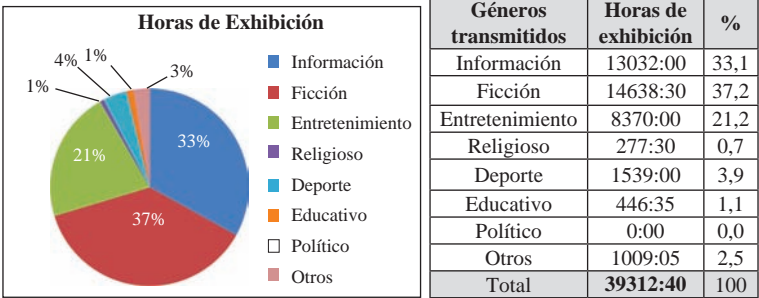 Horas de Exhibición
1%
4%
1%
3%
33%
37%
21%
Información
Ficción
Entretenimiento
Religioso
Deporte
Educativo
Político
Otros
Géneros transmitidos Horas de exhibición %
Información 13032:00 33,1
Ficción 14638:30 37,2
Entretenimiento 8370:00 21,2
Religioso 277:30 0,7
Deporte 1539:00 3,9
Educativo 446:35 1,1
Político 0:00 0,0
Otros 1009:05 2,5
Total 39312:40 100